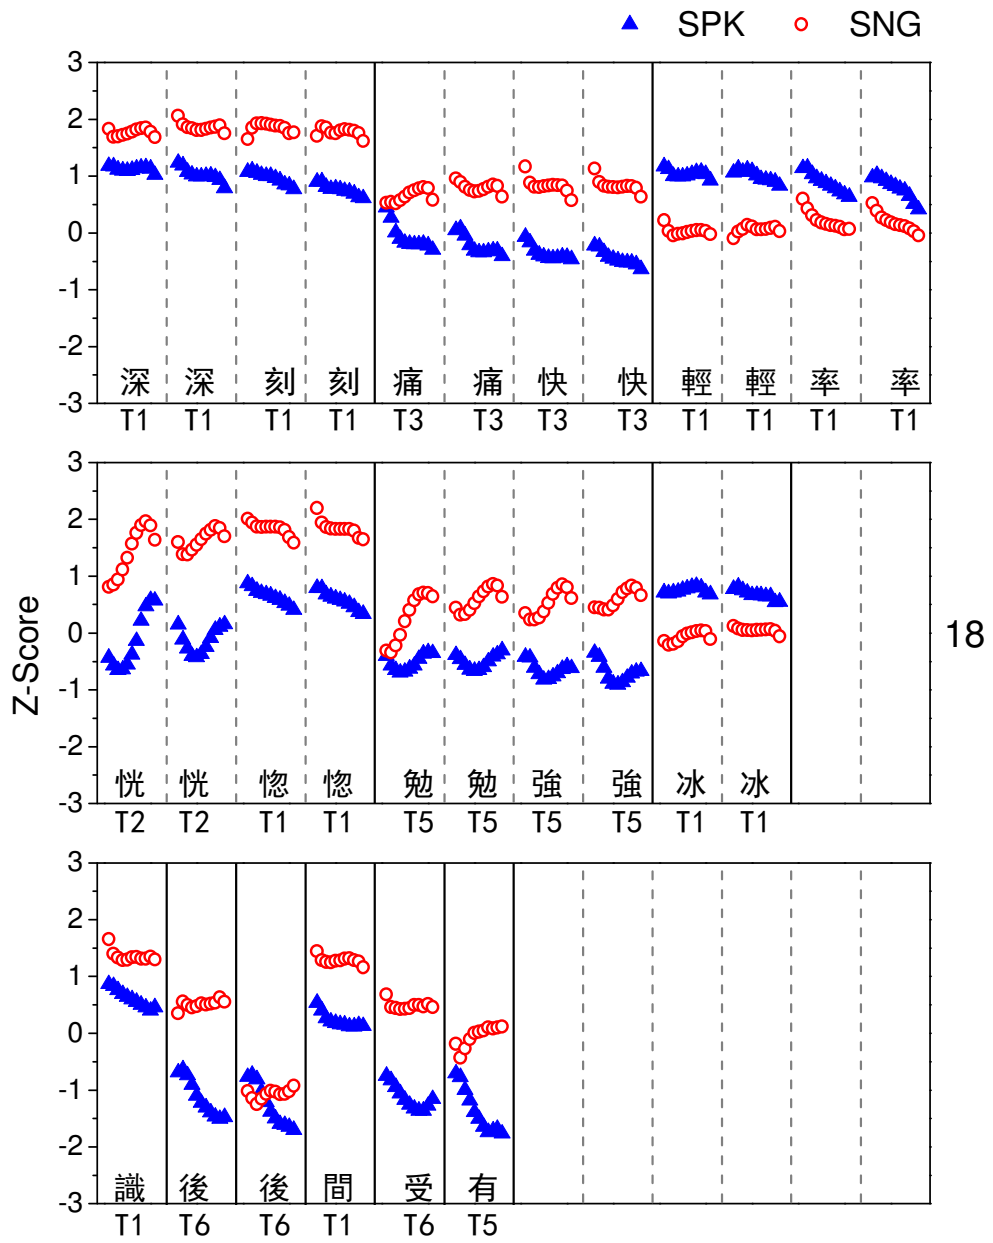 SPK SNG
3
2
1
0
-1
-2
-3
深 深 刻 刻 痛 痛 快 快 輕 輕 率 率
T1 T1 T1 T1 T3 T3 T3 T3 T1 T1 T1 T1
Z-Score
3
2
1
0
-1
-2
-3
18
恍 恍 惚 惚 勉 勉 強 強 冰 冰
T2 T2 T1 T1 T5 T5 T5 T5 T1 T1
3
2
1
0
-1
-2
-3
識 後 後 間 受 有
T1 T6 T6 T1 T6 T5